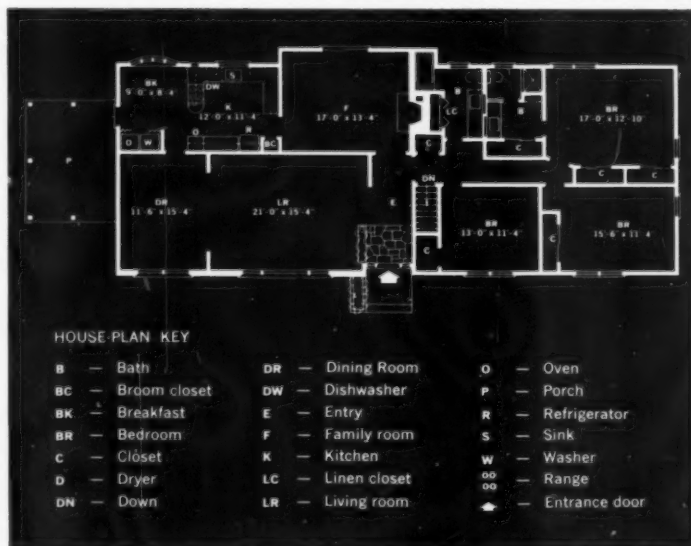 BK
9'-0" x 8'-4"
DW
S
K
12'-0" x 13'-4"
O
R
BC
D
W
F
17'-0" x 13'-4"
B
LC
B
BR
17'-0" x 12'-10"
C
C
C
C
P
DR
11'-6" x 15'-4"
LR
21'-0" x 15'-4"
E
DN
C
BR
13'-0" x 11'-4"
C
BR
15'-6" x 11'-4"
HOUSE-PLAN KEY
B — Bath
BC — Broom closet
BK — Breakfast
BR — Bedroom
C — Closet
D — Dryer
DN — Down
DR — Dining Room
DW — Dishwasher
E — Entry
F — Family room
K — Kitchen
LC — Linen closet
LR — Living room
O — Oven
P — Porch
R — Refrigerator
S — Sink
W — Washer
— Range
— Entrance door